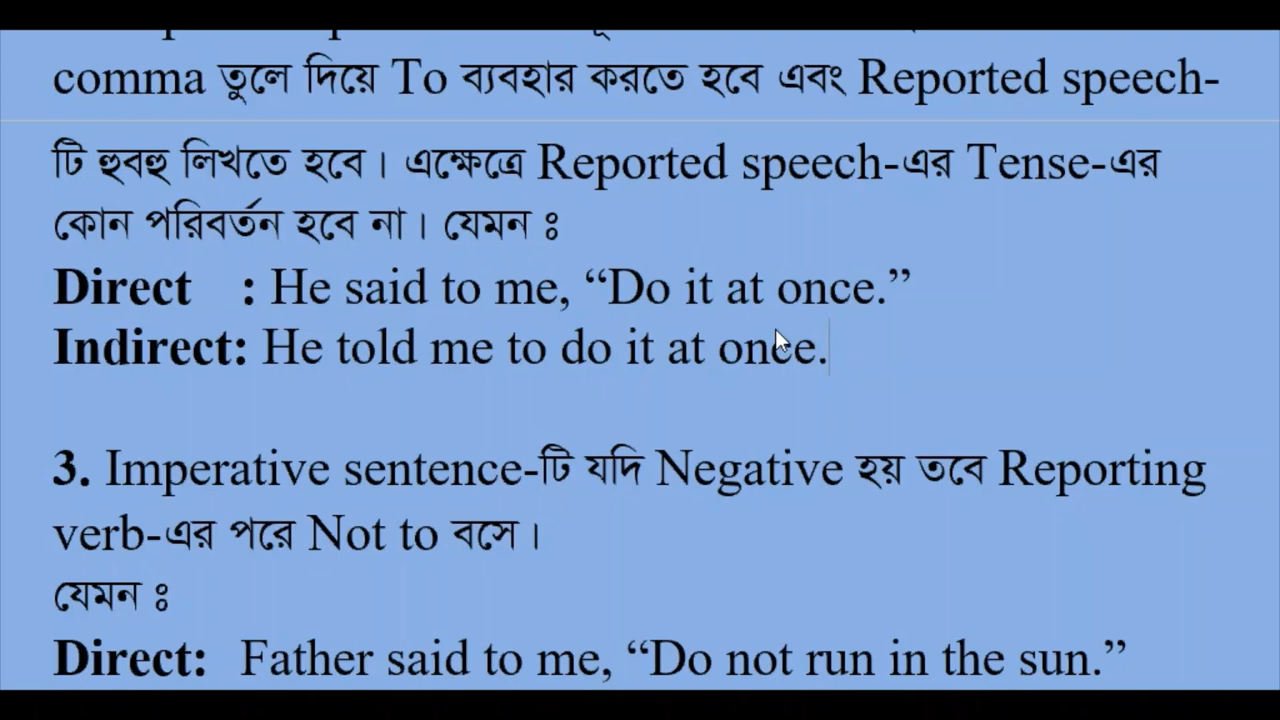 comma তুলে দিয়ে To ব্যবহার করতে হবে এবং Reported speech-
টি হুবহু লিখতে হবে। এক্ষেত্রে Reported speech-এর Tense-এর
কোন পরিবর্তন হবে না। যেমন ঃ
Direct : He said to me, “Do it at once.”
Indirect: He told me to do it at once.
3. Imperative sentence-টি যদি Negative হয় তবে Reporting
verb-এর পরে Not to বসে।
যেমন ঃ
Direct: Father said to me, “Do not run in the sun.”